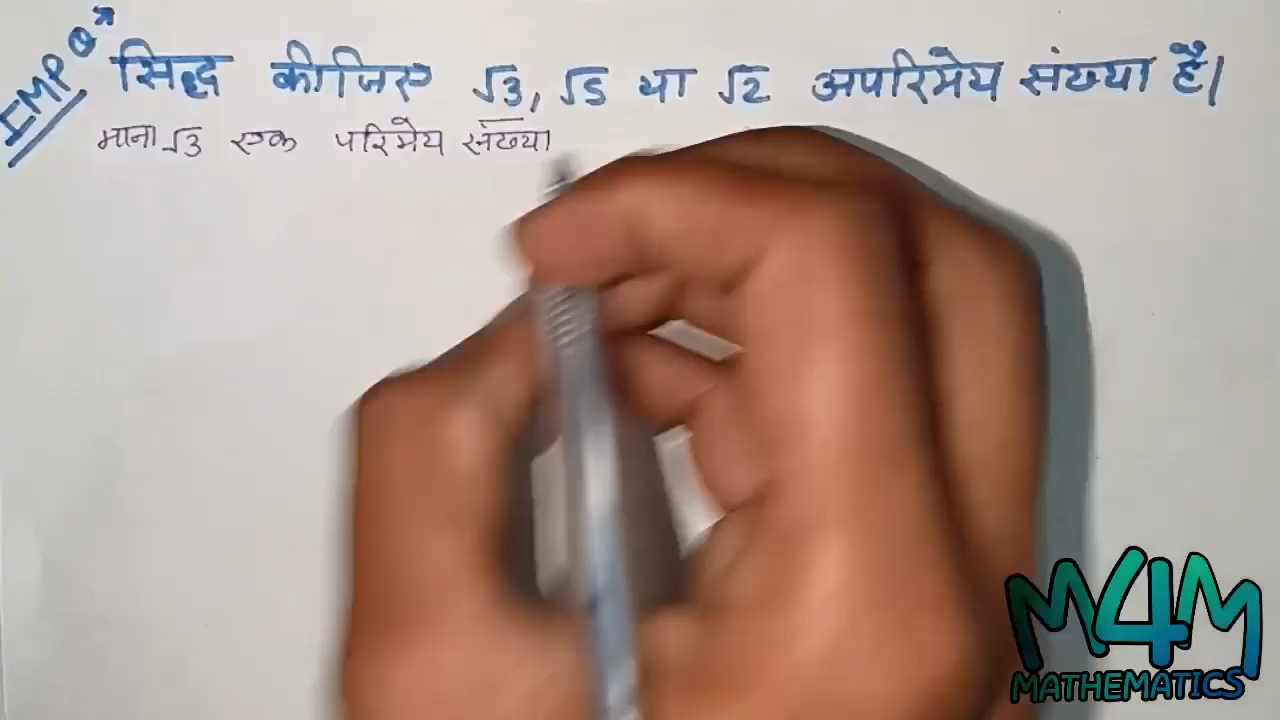 IMP Q→ सिद्ध कीजिए √3, √5 या √2 अपरिमेय संख्या है।
माना √3 एक परिमेय संख्या
M4M
MATHEMATICS